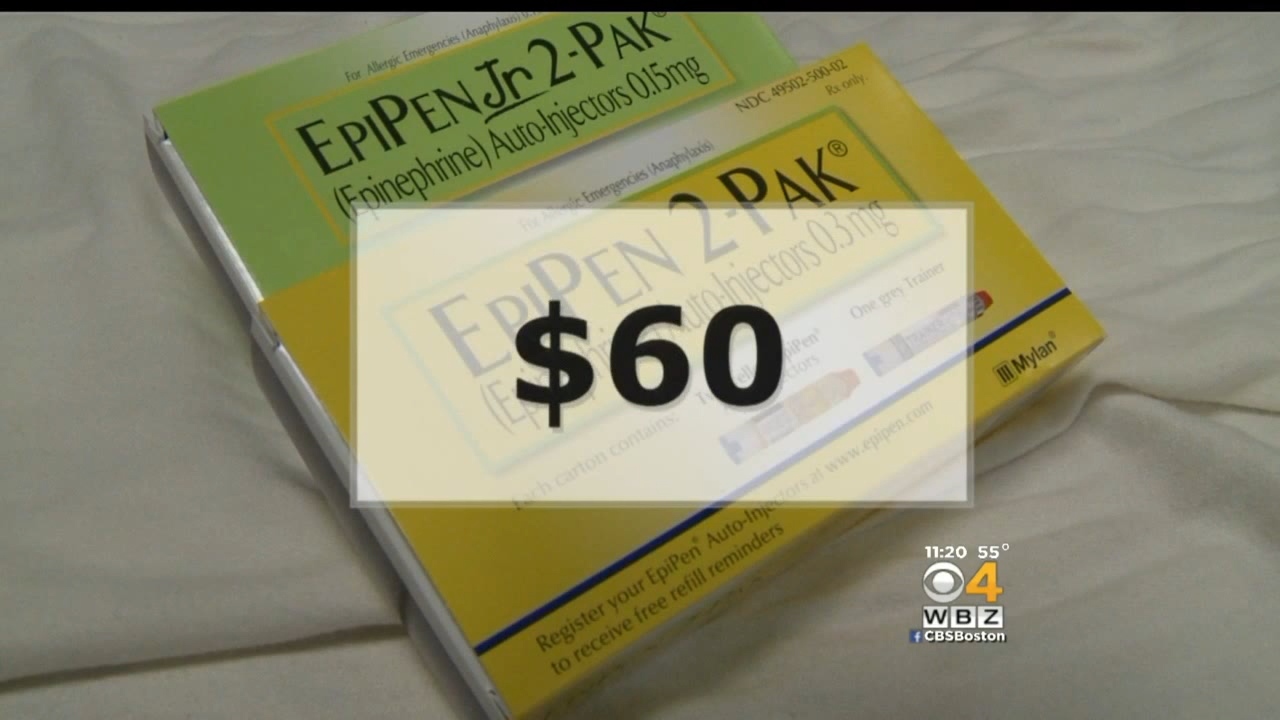 For Allergic Emergencies (Anaphylaxis)
EPIPEN Jr 2-PAK®
(Epinephrine) Auto-Injectors 0.15mg
NDC 49502-500-02
Rx only.
For Allergic Emergencies (Anaphylaxis)
EPIPEN 2-PAK®
Auto-Injectors 0.3mg
$60
Each carton contains:
One grey Trainer
TRAINER
Mylan®
Register your EpiPen® Auto-Injectors at www.epipen.com
to receive free refill reminders
11:20 55°
4
WBZ
f CBSBoston